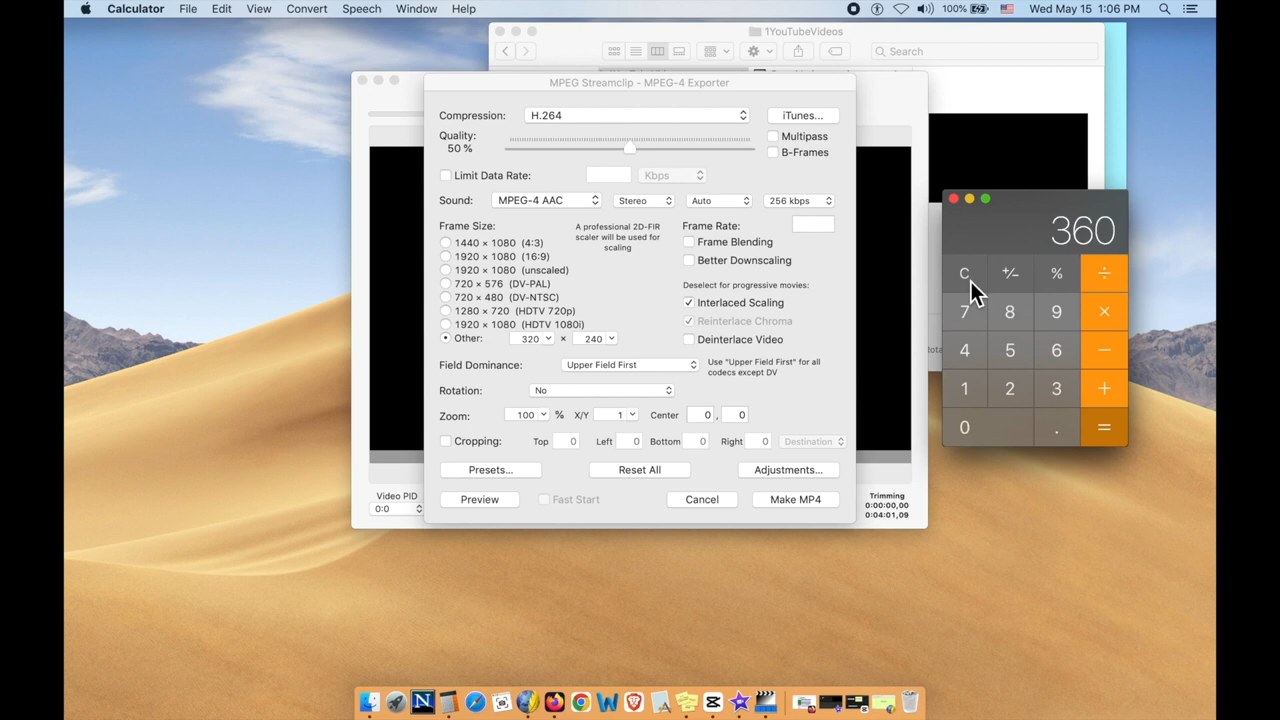 Calculator File Edit View Convert Speech Window Help 100% Wed May 15 1:06 PM
1YouTubeVideos
Search
MPEG Streamclip - MPEG-4 Exporter
Compression: H.264 iTunes...
Quality: Multipass
50 % B-Frames
Limit Data Rate: Kbps
Sound: MPEG-4 AAC Stereo Auto 256 kbps
Frame Size:
A professional 2D-FIR
scaler will be used for
scaling
1440 × 1080 (4:3)
1920 × 1080 (16:9)
1920 × 1080 (unscaled)
720 × 576 (DV-PAL)
720 × 480 (DV-NTSC)
1280 × 720 (HDTV 720p)
1920 × 1080 (HDTV 1080i)
Other: 320 × 240
Frame Rate:
Frame Blending
Better Downscaling
Deselect for progressive movies:
Interlaced Scaling
Reinterlace Chroma
Deinterlace Video
Field Dominance: Upper Field First
Use "Upper Field First" for all
codecs except DV
Rotation: No
Zoom: 100 % X/Y 1 Center 0 , 0
Cropping: Top 0 Left 0 Bottom 0 Right 0 Destination
Presets... Reset All Adjustments...
Preview Fast Start Cancel Make MP4
Video PID
0:0
Trimming
0:00:00,00
0:04:01,09
360
C +/− % ÷
7 8 9 ×
4 5 6 −
1 2 3 +
0 . =